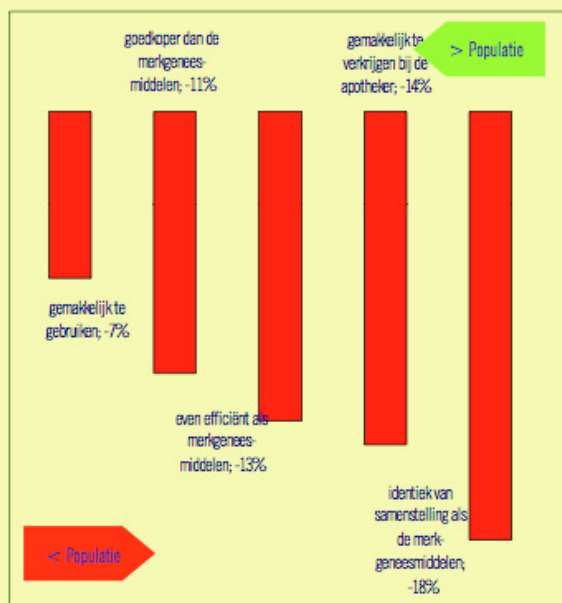 goedkoper dan de
merkgenees-
middelen; -11%
gemakkelijk te
verkrijgen bij de
apotheker; -14%
> Populatie
gemakkelijk te
gebruiken; -7%
even efficiënt als
merkgenees-
middelen; -13%
identiek van
samenstelling als
de merk-
geneesmiddelen;
-18%
< Populatie